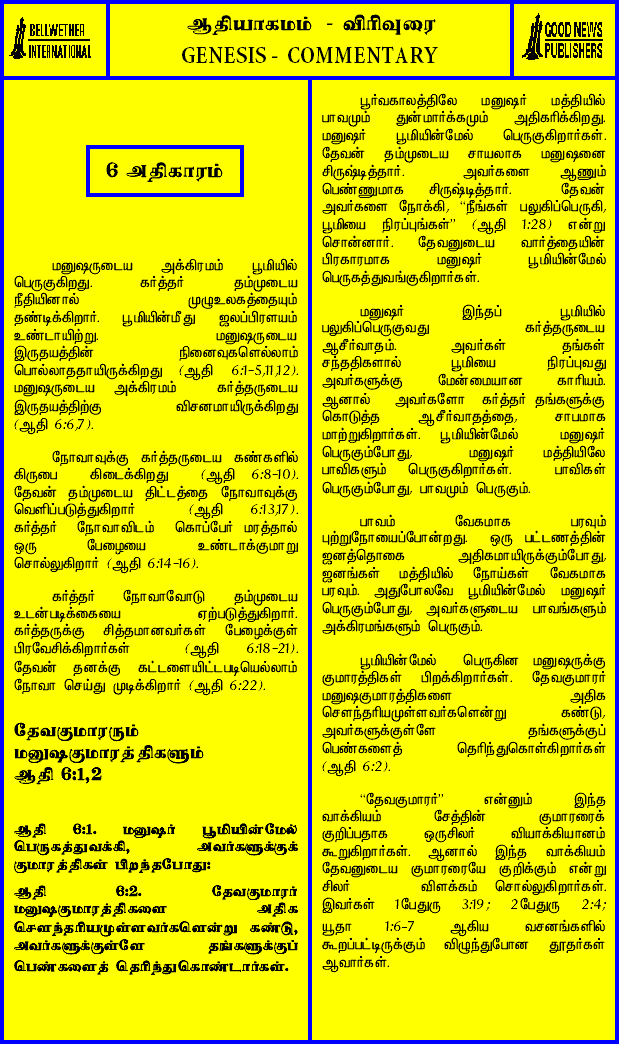 BELLWETHER
INTERNATIONAL
ஆதியாகமம் - விரிவுரை
GENESIS - COMMENTARY
GOOD NEWS
PUBLISHERS
6 அதிகாரம்
மனுஷருடைய அக்கிரமம் பூமியில்
பெருகுகிறது. கர்த்தர் தம்முடைய
நீதியினால் முழுஉலகத்தையும்
தண்டிக்கிறார். பூமியின்மீது ஜலப்பிரளயம்
உண்டாயிற்று. மனுஷருடைய
இருதயத்தின் நினைவுகளெல்லாம்
பொல்லாததாயிருக்கிறது (ஆதி 6:1-5,11,12).
மனுஷருடைய அக்கிரமம் கர்த்தருடைய
இருதயத்திற்கு விசனமாயிருக்கிறது
(ஆதி 6:6,7).
நோவாவுக்கு கர்த்தருடைய கண்களில்
கிருபை கிடைக்கிறது (ஆதி 6:8-10).
தேவன் தம்முடைய திட்டத்தை நோவாவுக்கு
வெளிப்படுத்துகிறார் (ஆதி 6:13,17).
கர்த்தர் நோவாவிடம் கொப்பேர் மரத்தால்
ஒரு பேழையை உண்டாக்குமாறு
சொல்லுகிறார் (ஆதி 6:14-16).
கர்த்தர் நோவாவோடு தம்முடைய
உடன்படிக்கையை ஏற்படுத்துகிறார்.
கர்த்தருக்கு சித்தமானவர்கள் பேழைக்குள்
பிரவேசிக்கிறார்கள் (ஆதி 6:18-21).
தேவன் தனக்கு கட்டளையிட்டபடியெல்லாம்
நோவா செய்து முடிக்கிறார் (ஆதி 6:22).
தேவகுமாரரும்
மனுஷகுமாரத்திகளும்
ஆதி 6:1,2
ஆதி 6:1. மனுஷர் பூமியின்மேல்
பெருகத்துவக்கி, அவர்களுக்குக்
குமாரத்திகள் பிறந்தபோது:
ஆதி 6:2. தேவகுமாரர்
மனுஷகுமாரத்திகளை அதிக
சௌந்தரியமுள்ளவர்களென்று கண்டு,
அவர்களுக்குள்ளே தங்களுக்குப்
பெண்களைத் தெரிந்துகொண்டார்கள்.
பூர்வகாலத்திலே மனுஷர் மத்தியில்
பாவமும் துன்மார்க்கமும் அதிகரிக்கிறது.
மனுஷர் பூமியின்மேல் பெருகுகிறார்கள்.
தேவன் தம்முடைய சாயலாக மனுஷனை
சிருஷ்டித்தார். அவர்களை ஆணும்
பெண்ணுமாக சிருஷ்டித்தார். தேவன்
அவர்களை நோக்கி, “நீங்கள் பலுகிப்பெருகி,
பூமியை நிரப்புங்கள்” (ஆதி 1:28) என்று
சொன்னார். தேவனுடைய வார்த்தையின்
பிரகாரமாக மனுஷர் பூமியின்மேல்
பெருகத்துவங்குகிறார்கள்.
மனுஷர் இந்தப் பூமியில்
பலுகிப்பெருகுவது கர்த்தருடைய
ஆசீர்வாதம். அவர்கள் தங்கள்
சந்ததிகளால் பூமியை நிரப்புவது
அவர்களுக்கு மேன்மையான காரியம்.
ஆனால் அவர்களோ கர்த்தர் தங்களுக்கு
கொடுத்த ஆசீர்வாதத்தை, சாபமாக
மாற்றுகிறார்கள். பூமியின்மேல் மனுஷர்
பெருகும்போது, மனுஷர் மத்தியிலே
பாவிகளும் பெருகுகிறார்கள். பாவிகள்
பெருகும்போது, பாவமும் பெருகும்.
பாவம் வேகமாக பரவும்
புற்றுநோயைப்போன்றது. ஒரு பட்டணத்தின்
ஜனத்தொகை அதிகமாயிருக்கும்போது,
ஜனங்கள் மத்தியில் நோய்கள் வேகமாக
பரவும். அதுபோலவே பூமியின்மேல் மனுஷர்
பெருகும்போது, அவர்களுடைய பாவங்களும்
அக்கிரமங்களும் பெருகும்.
பூமியின்மேல் பெருகின மனுஷருக்கு
குமாரத்திகள் பிறக்கிறார்கள். தேவகுமாரர்
மனுஷகுமாரத்திகளை அதிக
சௌந்தரியமுள்ளவர்களென்று கண்டு,
அவர்களுக்குள்ளே தங்களுக்குப்
பெண்களைத் தெரிந்துகொள்கிறார்கள்
(ஆதி 6:2).
“தேவகுமாரர்” என்னும் இந்த
வாக்கியம் சேத்தின் குமாரரைக்
குறிப்பதாக ஒருசிலர் வியாக்கியானம்
கூறுகிறார்கள். ஆனால் இந்த வாக்கியம்
தேவனுடைய குமாரரையே குறிக்கும் என்று
சிலர் விளக்கம் சொல்லுகிறார்கள்.
இவர்கள் 1பேதுரு 3:19; 2பேதுரு 2:4;
யூதா 1:6-7 ஆகிய வசனங்களில்
கூறப்பட்டிருக்கும் விழுந்துபோன தூதர்கள்
ஆவார்கள்.